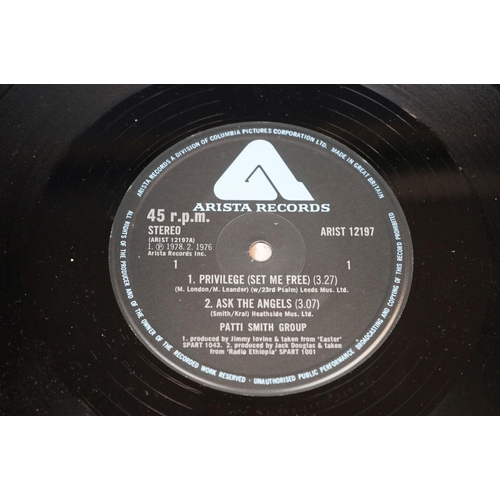 ARISTA RECORDS A DIVISION OF COLUMBIA PICTURES CORPORATION LTD. MADE IN GREAT BRITAIN
ALL RIGHTS OF THE PRODUCER AND OF THE OWNER OF THE RECORDED WORK RESERVED · UNAUTHORISED PUBLIC PERFORMANCE BROADCASTING AND COPYING OF THIS RECORD PROHIBITED
ARISTA RECORDS
45 r.p.m.
STEREO
ARIST 12197
(ARIST 12197A)
1. ℗ 1978. 2. 1976
Arista Records Inc.
1 1
1. PRIVILEGE (SET ME FREE) (3.27)
(M. London/M. Leander) (w/23rd Psalm) Leeds Mus. Ltd.
2. ASK THE ANGELS (3.07)
(Smith/Kral) Heathside Mus. Ltd.
PATTI SMITH GROUP
1. produced by Jimmy Iovine & taken from 'Easter'
SPART 1043. 2. produced by Jack Douglas & taken
from 'Radio Ethiopia' SPART 1001